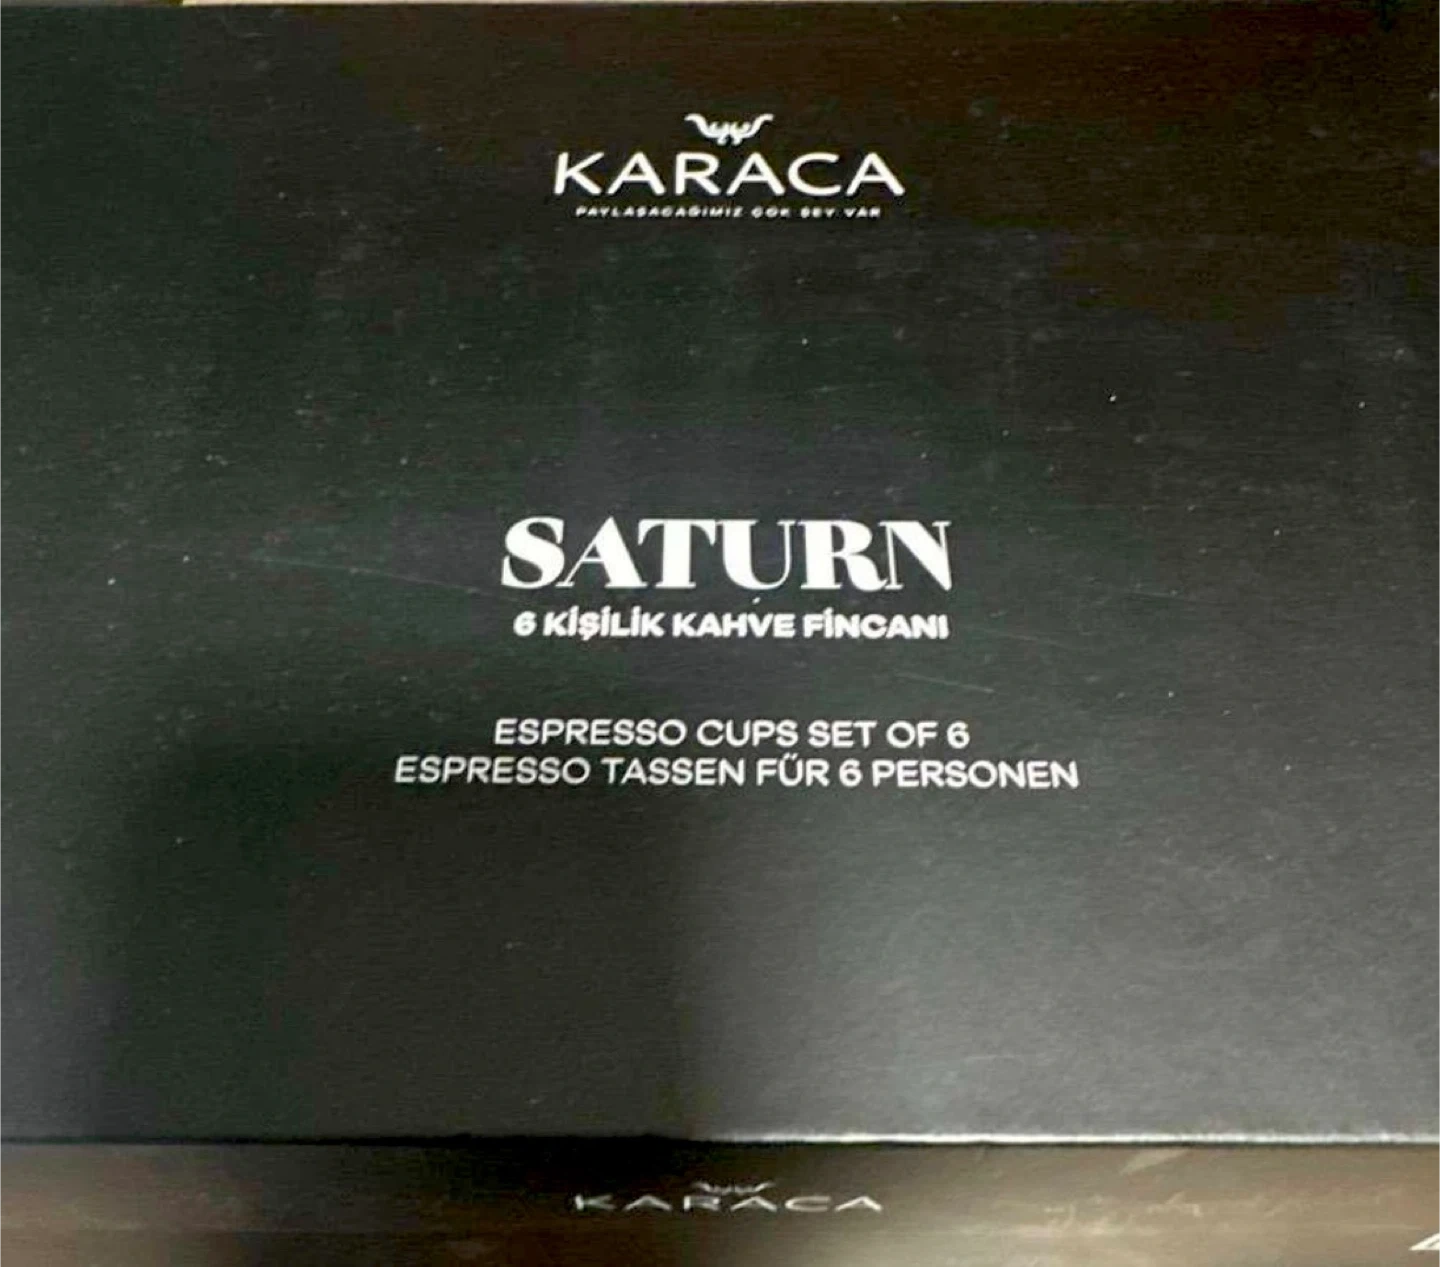 KARACA
PAYLAŞACAĞIMIZ ÇOK ŞEY VAR
SATURN
6 KİŞİLİK KAHVE FİNCANI
ESPRESSO CUPS SET OF 6
ESPRESSO TASSEN FÜR 6 PERSONEN
KARACA